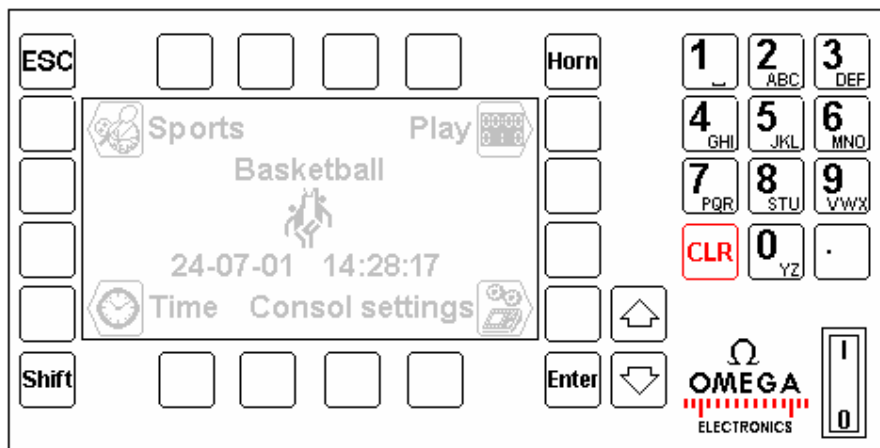 ESC
Horn
1
2 ABC
3 DEF
Sports
Play
00:00
4 GHI
5 JKL
6 MNO
Basketball
7 PQR
8 STU
9 VWX
24-07-01 14:28:17
CLR
0 YZ
.
Time
Consol settings
Shift
Enter
Ω
OMEGA
ELECTRONICS
I
0